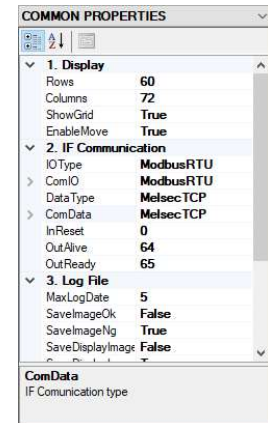 COMMON PROPERTIES
1. Display
Rows 60
Columns 72
ShowGrid True
EnableMove True
2. IF Communication
IOType ModbusRTU
ComIO ModbusRTU
DataType MelsecTCP
ComData MelsecTCP
InReset 0
OutAlive 64
OutReady 65
3. Log File
MaxLogDate 5
SaveImageOk False
SaveImageNg True
SaveDisplayImage False
ComData
IF Comunication type